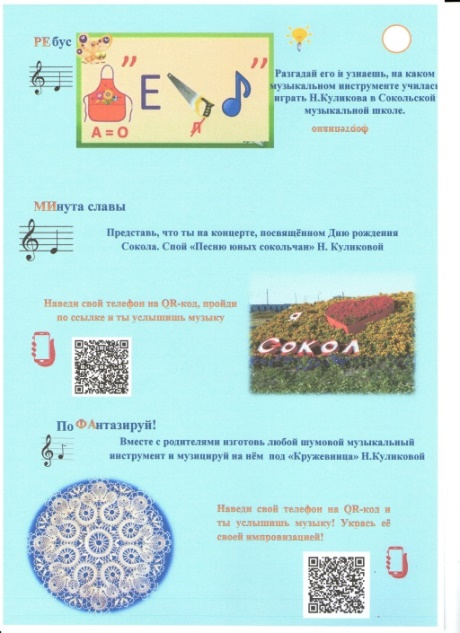 РЕбус
”
”
Е
А = О
Л
Разгадай его и узнаешь, на каком
музыкальном инструменте училась
играть Н.Куликова в Сокольской
музыкальной школе.
фортепиано
МИнута славы
Представь, что ты на концерте, посвящённом Дню рождения
Сокола. Спой «Песню юных сокольчан» Н. Куликовой
Наведи свой телефон на QR-код, пройди
по ссылке и ты услышишь музыку
Я
СОКОЛ
ПоФАнтазируй!
Вместе с родителями изготовь любой шумовой музыкальный
инструмент и музицируй на нём под «Кружевница» Н.Куликовой
Наведи свой телефон на QR-код и
ты услышишь музыку! Укрась её
своей импровизацией!